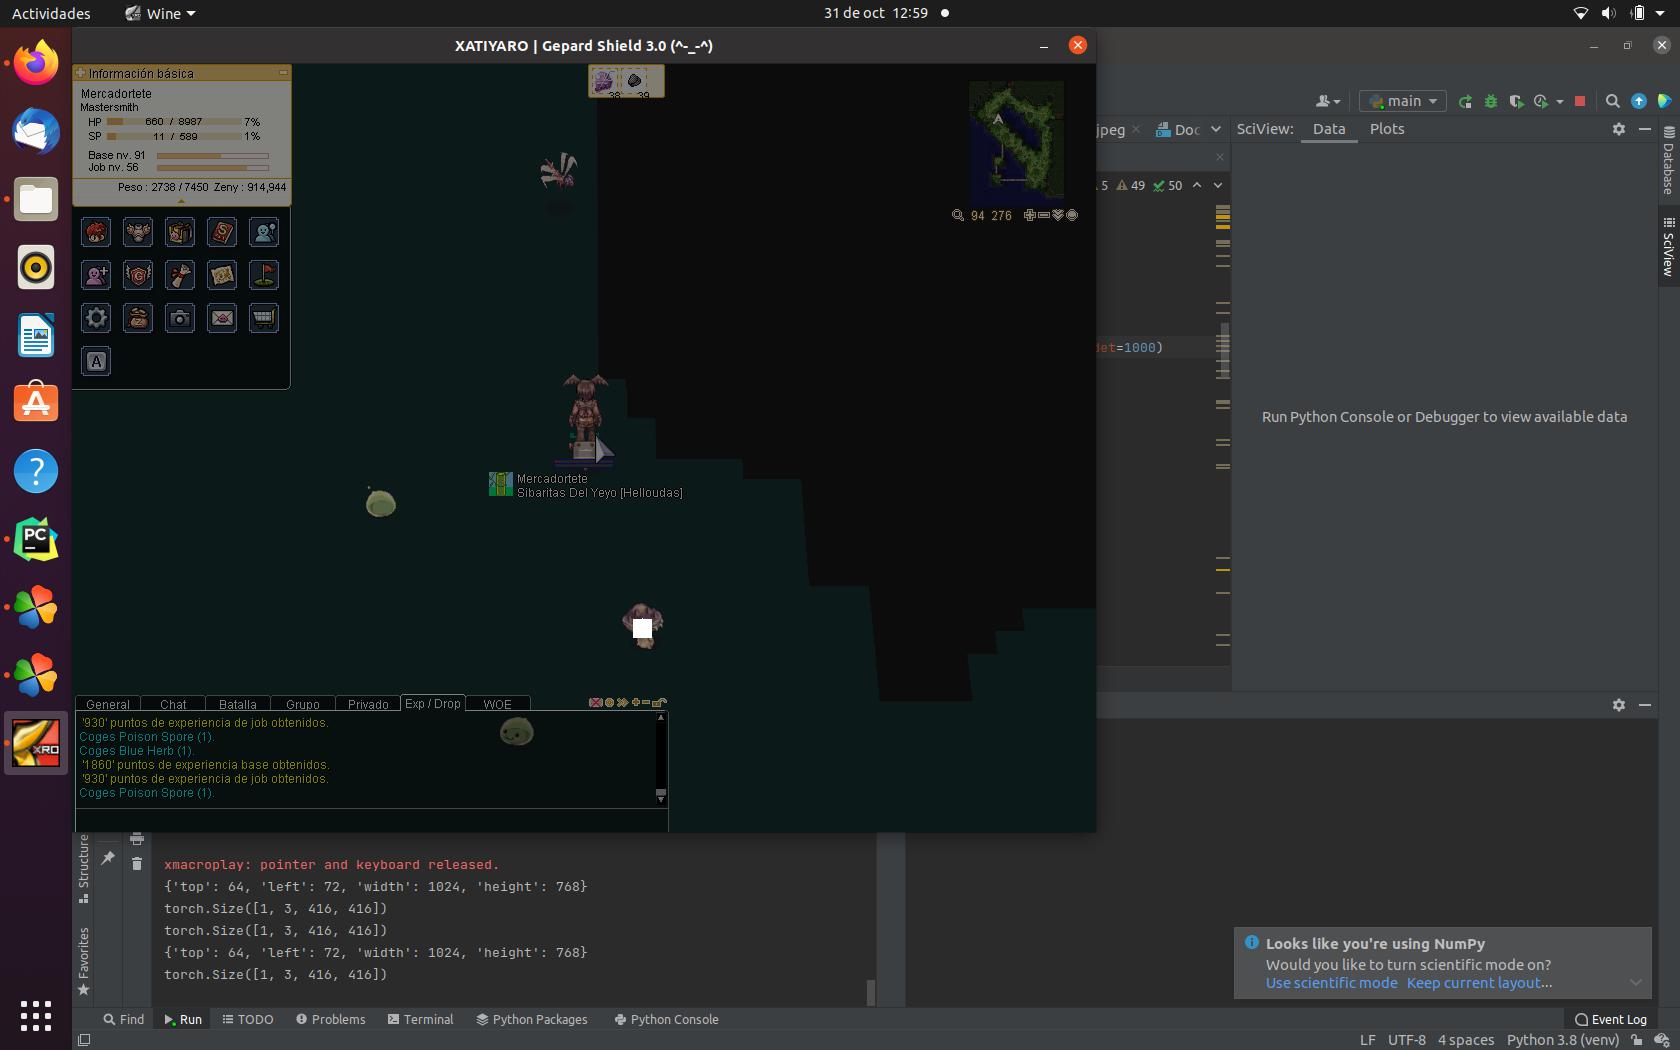 Actividades
Wine
31 de oct 12:59
XATIYARO | Gepard Shield 3.0 (^-_-^)
Información básica
Mercadortete
Mastersmith
HP 660 / 8987 7%
SP 11 / 589 1%
Base nv. 91
Job nv. 56
Peso : 2738 / 7450 Zeny : 914,944
38 39
94 276
Mercadortete
Sibaritas Del Yeyo [Helloudas]
General Chat Batalla Grupo Privado Exp / Drop WOE
'930' puntos de experiencia de job obtenidos.
Coges Poison Spore (1).
Coges Blue Herb (1).
'1860' puntos de experiencia base obtenidos.
'930' puntos de experiencia de job obtenidos.
Coges Poison Spore (1).
main
jpeg
Doc
SciView: Data Plots
5 49 50
det=1000)
Run Python Console or Debugger to view available data
Database
SciView
Structure
Favorites
xmacroplay: pointer and keyboard released.
{'top': 64, 'left': 72, 'width': 1024, 'height': 768}
torch.Size([1, 3, 416, 416])
torch.Size([1, 3, 416, 416])
{'top': 64, 'left': 72, 'width': 1024, 'height': 768}
torch.Size([1, 3, 416, 416])
Looks like you're using NumPy
Would you like to turn scientific mode on?
Use scientific mode Keep current layout...
Find Run TODO Problems Terminal Python Packages Python Console
Event Log
LF UTF-8 4 spaces Python 3.8 (venv)
PC
XRO
A